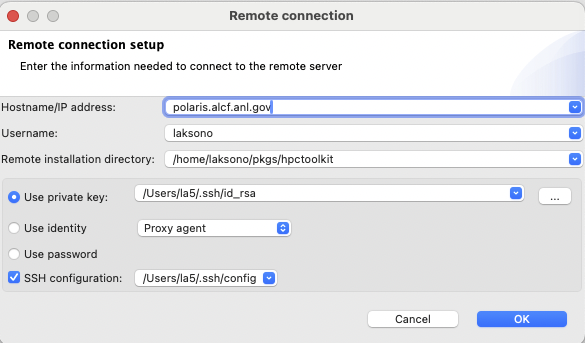 Remote connection
Remote connection setup
Enter the information needed to connect to the remote server
Hostname/IP address: polaris.alcf.anl.gov
Username: laksono
Remote installation directory: /home/laksono/pkgs/hpctoolkit
Use private key: /Users/la5/.ssh/id_rsa ...
Use identity Proxy agent
Use password
SSH configuration: /Users/la5/.ssh/config
Cancel OK